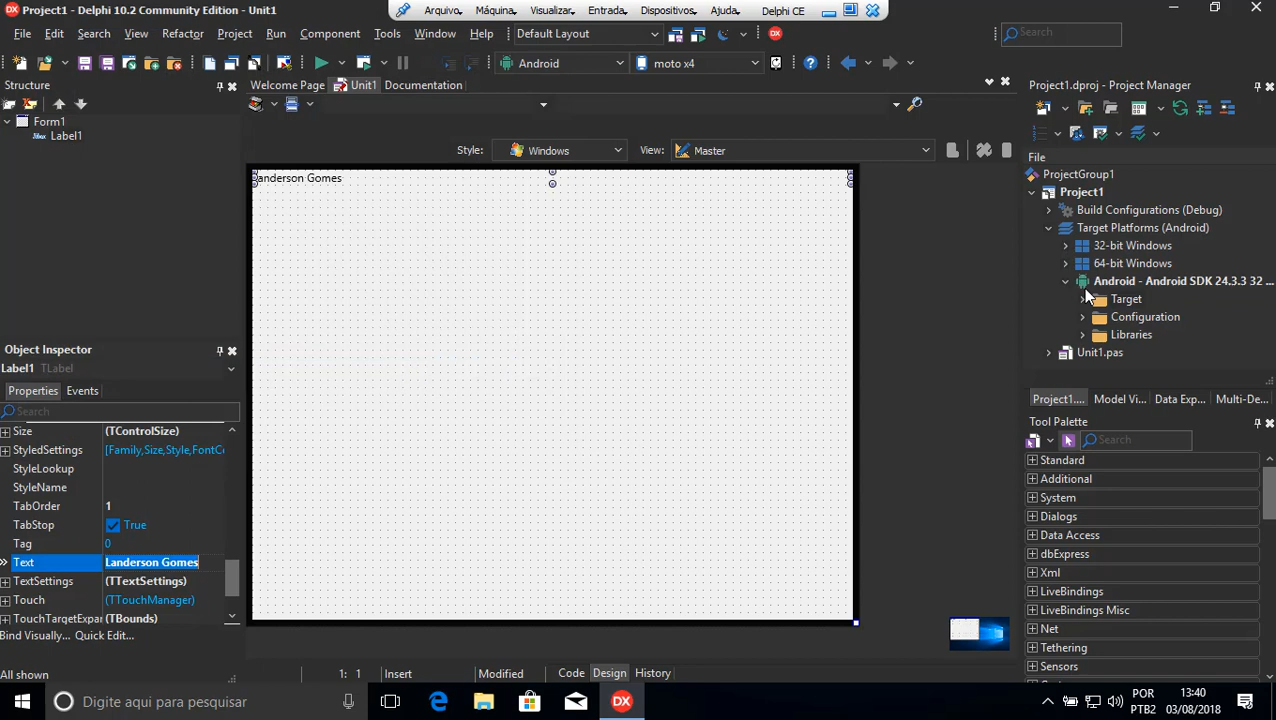 Project1 - Delphi 10.2 Community Edition - Unit1
Arquivo Máquina Visualizar Entrada Dispositivos Ajuda Delphi CE
File Edit Search View Refactor Project Run Component Tools Window Help Default Layout Search
Android moto x4
Structure
Welcome Page Unit1 Documentation
Project1.dproj - Project Manager
Form1
Label1
Style: Windows View: Master
File
ProjectGroup1
Project1
Build Configurations (Debug)
Target Platforms (Android)
32-bit Windows
64-bit Windows
Android - Android SDK 24.3.3 32 ...
Target
Configuration
Libraries
Unit1.pas
anderson Gomes
Object Inspector
Label1 TLabel
Properties Events
Search
Size (TControlSize)
StyledSettings [Family,Size,Style,FontCo
StyleLookup
StyleName
TabOrder 1
TabStop True
Tag 0
Text Landerson Gomes
TextSettings (TTextSettings)
Touch (TTouchManager)
TouchTargetExpar (TBounds)
Bind Visually... Quick Edit...
All shown
Project1.... Model Vi... Data Exp... Multi-De...
Tool Palette
Search
Standard
Additional
System
Dialogs
Data Access
dbExpress
Xml
LiveBindings
LiveBindings Misc
Net
Tethering
Sensors
1: 1 Insert Modified Code Design History
Digite aqui para pesquisar
DX
POR
PTB2
13:40
03/08/2018